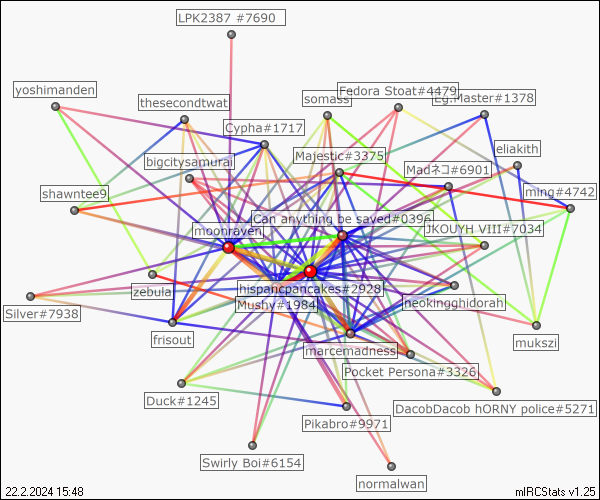 LPK2387 #7690
yoshimanden
Fedora Stoat#4479
Eg.Master#1378
thesecondtwat
somass
Cypha#1717
eliakith
Majestic#3375
bigcitysamurai
Madネコ#6901
shawntee9
ming#4742
Can anything be saved#0396
moonraven
JKOUYH VIII#7034
hispancpancakes#2928
zebula
neokingghidorah
Mushy#1984
Silver#7938
frisout
mukszi
marcemadness
Pocket Persona#3326
Duck#1245
DacobDacob hORNY police#5271
Pikabro#9971
Swirly Boi#6154
normalwan
22.2.2024 15:48
mIRCStats v1.25